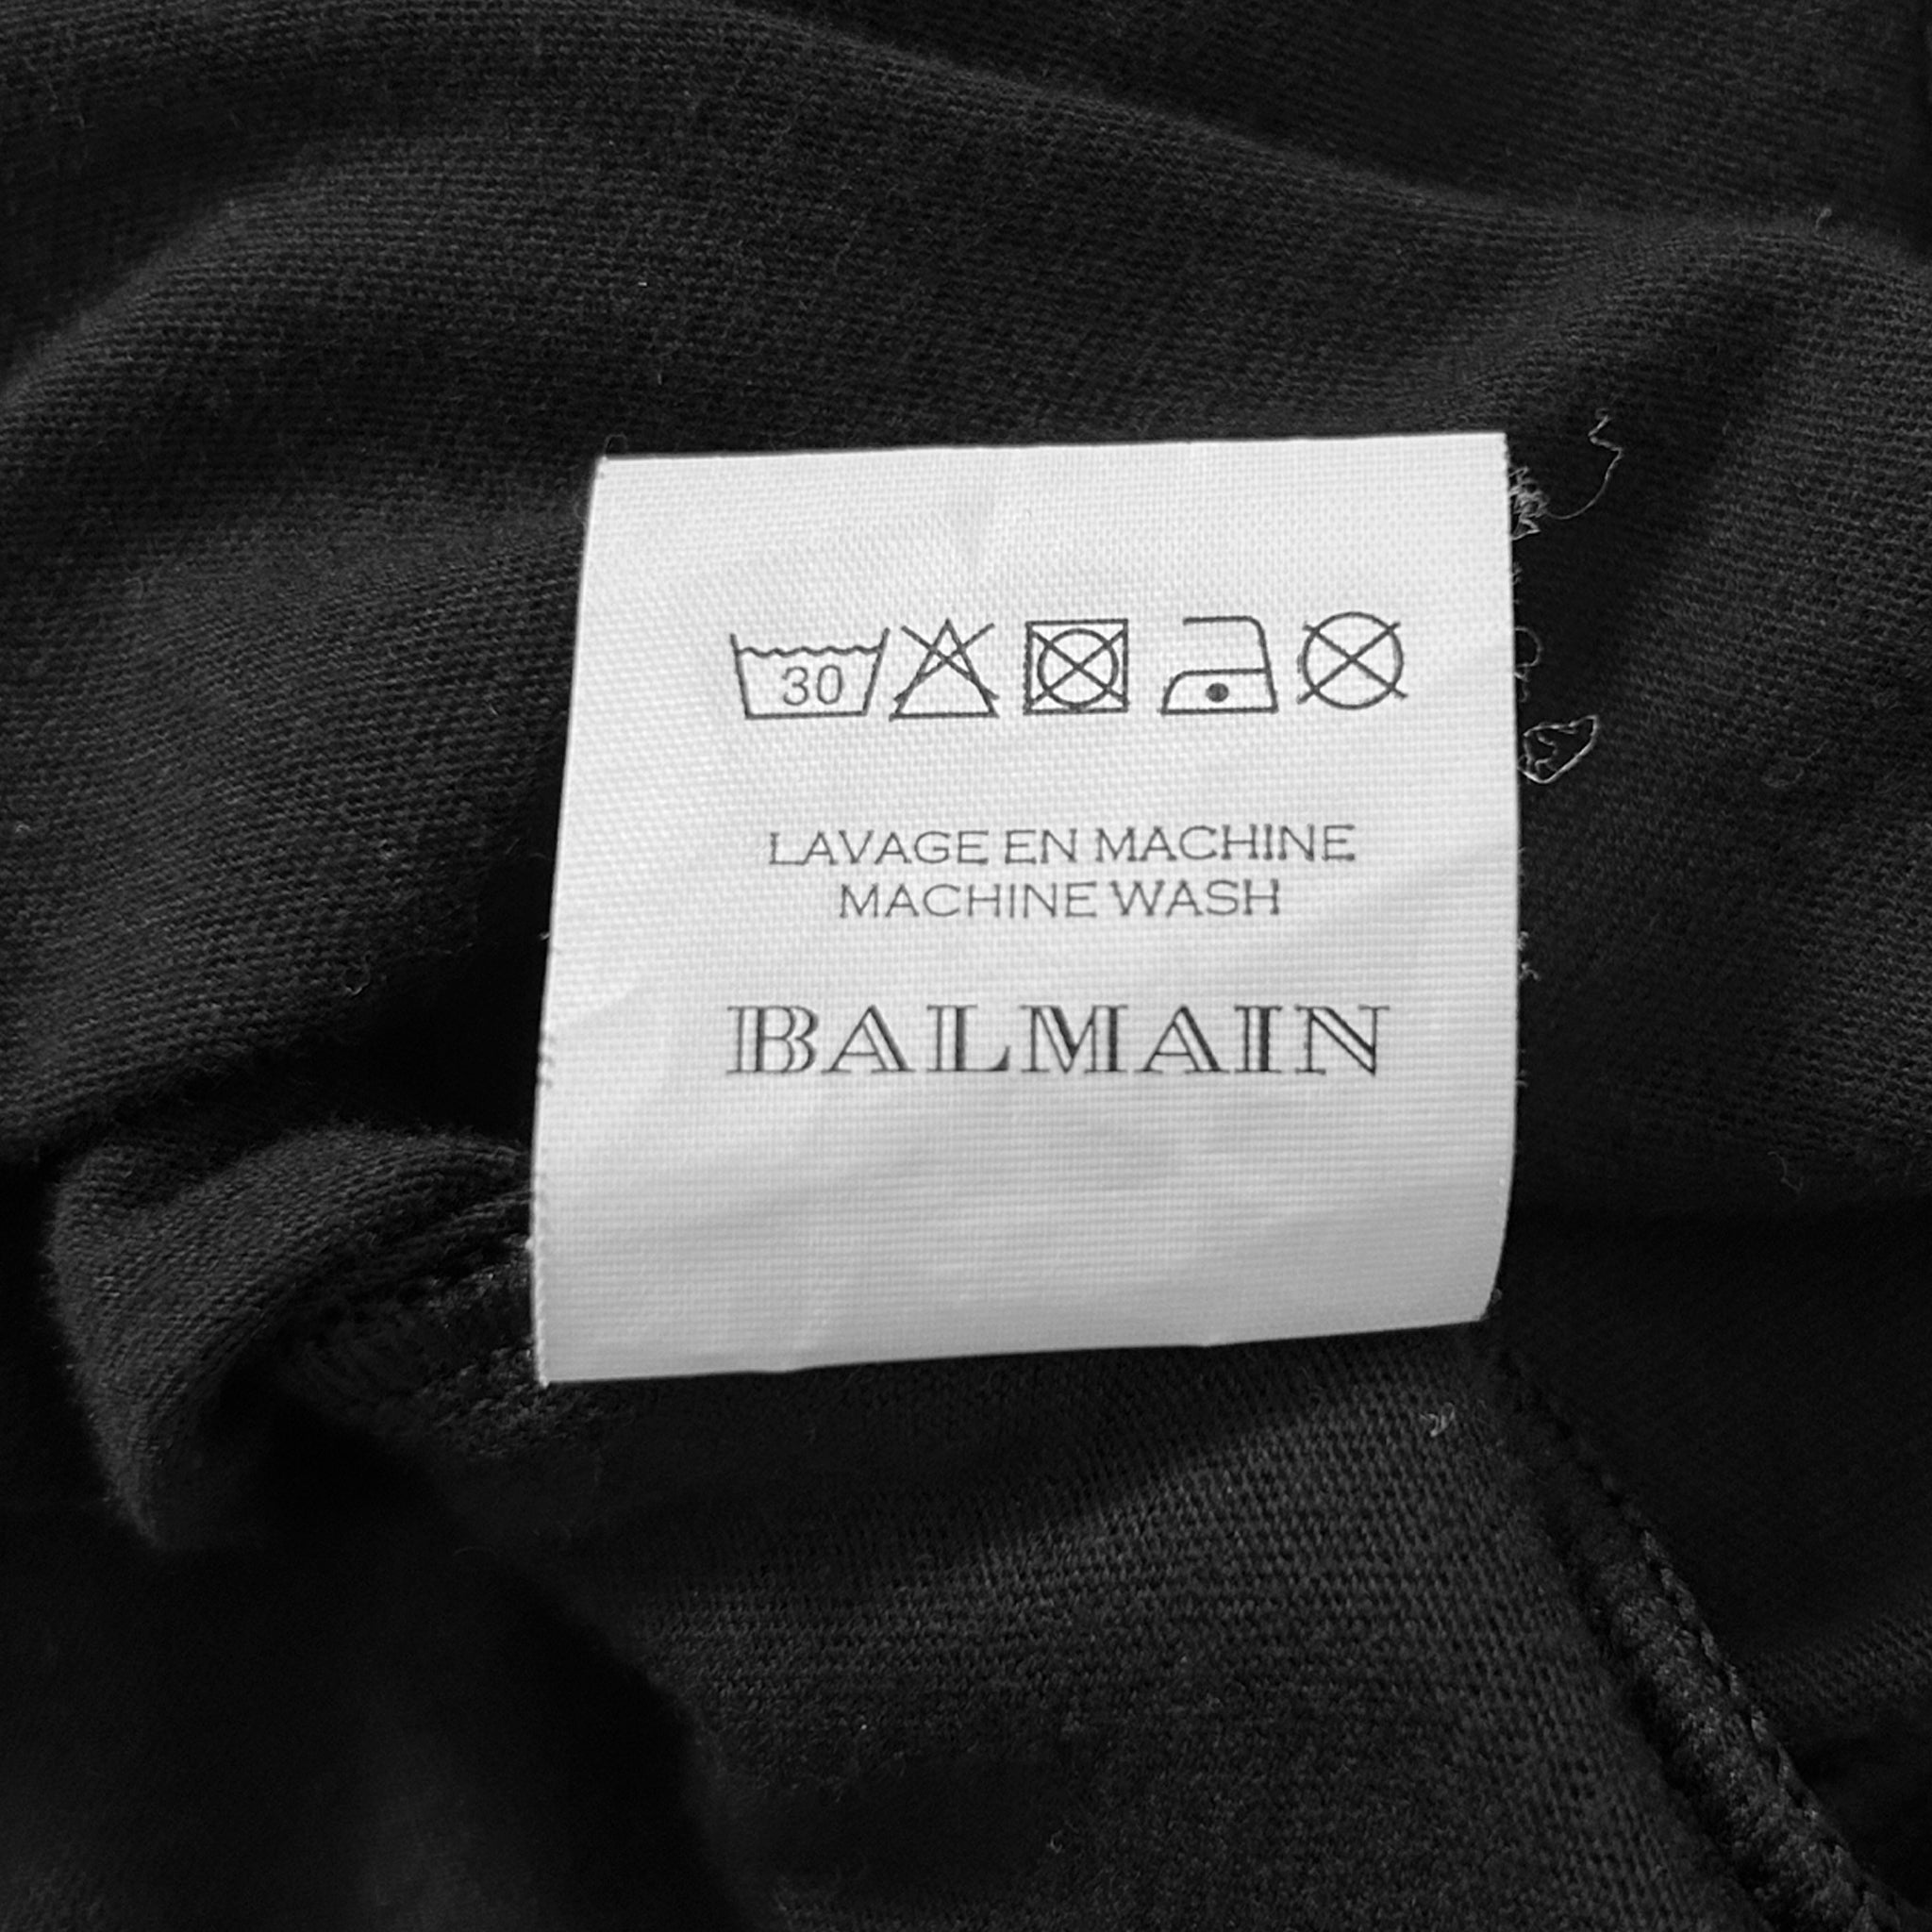 30
LAVAGE EN MACHINE
MACHINE WASH
BALMAIN